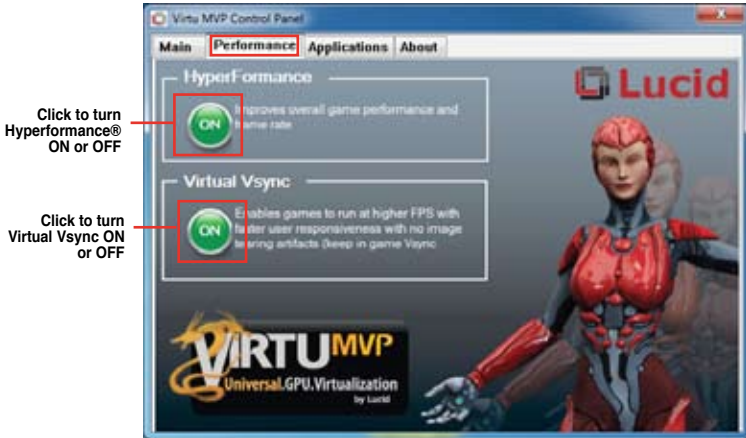 Virtu MVP Control Panel
Main Performance Applications About
HyperFormance
Lucid
ON
Improves overall game performance and
frame rate
Click to turn
Hyperformance®
ON or OFF
Virtual Vsync
ON
Enables games to run at higher FPS with
faster user responsiveness with no image
tearing artifacts (keep in game Vsync
Click to turn
Virtual Vsync ON
or OFF
VIRTU MVP
Universal.GPU.Virtualization
by Lucid